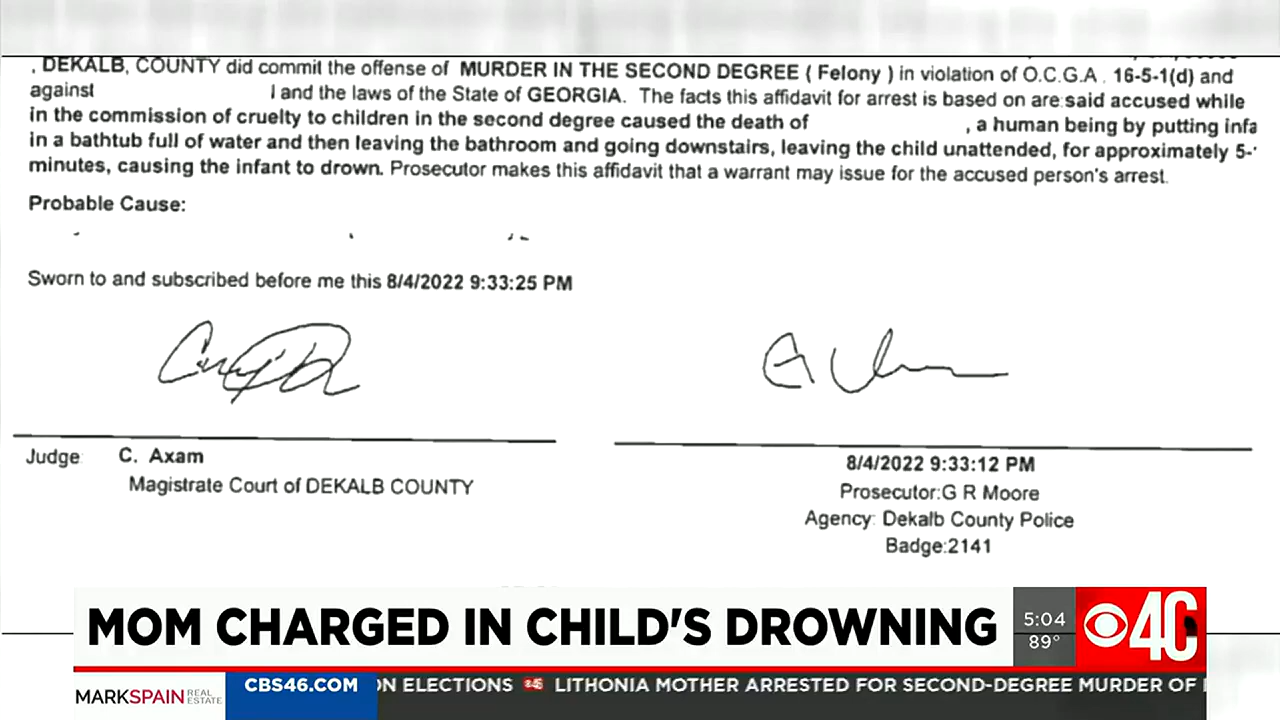 , DEKALB, COUNTY did commit the offense of MURDER IN THE SECOND DEGREE ( Felony ) in violation of O.C.G.A. 16-5-1(d) and
against l and the laws of the State of GEORGIA. The facts this affidavit for arrest is based on are:said accused while
in the commission of cruelty to children in the second degree caused the death of , a human being by putting infa
in a bathtub full of water and then leaving the bathroom and going downstairs, leaving the child unattended, for approximately 5-
minutes, causing the infant to drown. Prosecutor makes this affidavit that a warrant may issue for the accused person's arrest.
Probable Cause:
Sworn to and subscribed before me this 8/4/2022 9:33:25 PM
Judge: C. Axam
Magistrate Court of DEKALB COUNTY
8/4/2022 9:33:12 PM
Prosecutor:G R Moore
Agency: Dekalb County Police
Badge:2141
MOM CHARGED IN CHILD'S DROWNING
5:04
89°
MARKSPAIN REAL ESTATE
CBS46.COM
ON ELECTIONS 46 LITHONIA MOTHER ARRESTED FOR SECOND-DEGREE MURDER OF